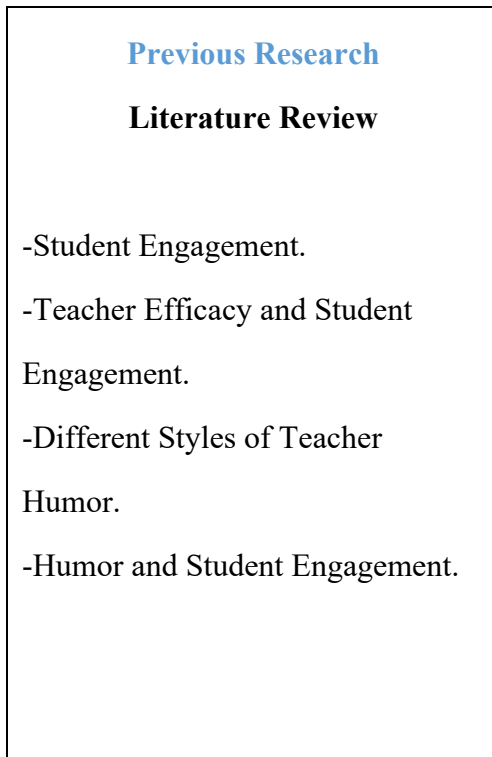 Previous Research
Literature Review
-Student Engagement.
-Teacher Efficacy and Student
Engagement.
-Different Styles of Teacher
Humor.
-Humor and Student Engagement.